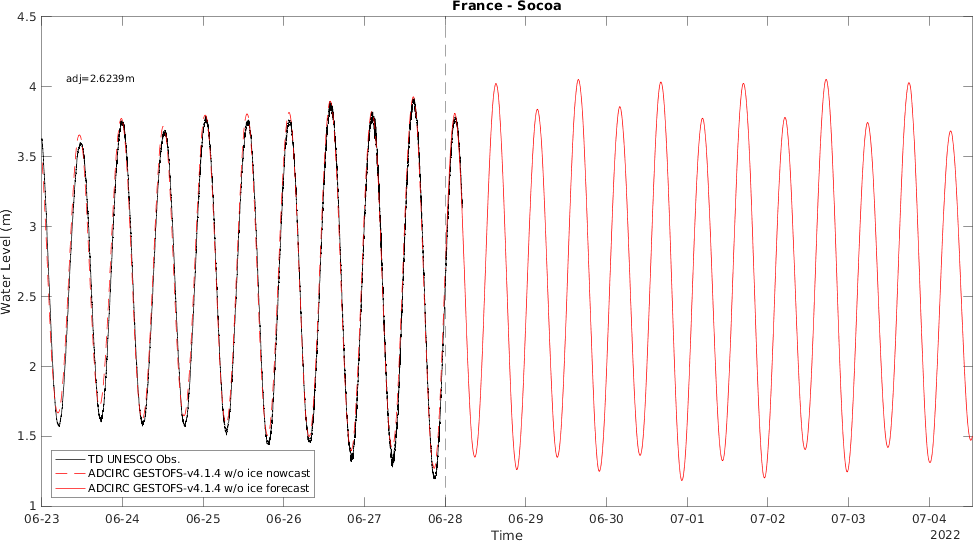 France - Socoa
4.5
4
3.5
3
2.5
2
1.5
1
Water Level (m)
adj=2.6239m
TD UNESCO Obs.
ADCIRC GESTOFS-v4.1.4 w/o ice nowcast
ADCIRC GESTOFS-v4.1.4 w/o ice forecast
06-23 06-24 06-25 06-26 06-27 06-28 06-29 06-30 07-01 07-02 07-03 07-04
Time
2022